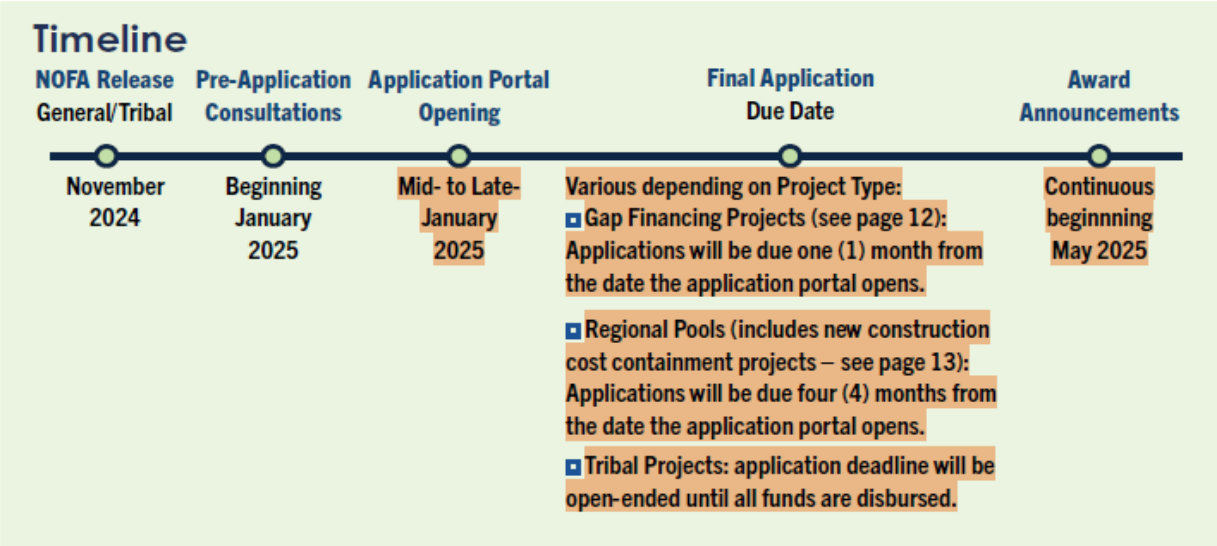 Timeline
NOFA Release
General/Tribal
Pre-Application
Consultations
Application Portal
Opening
Final Application
Due Date
Award
Announcements
November
2024
Beginning
January
2025
Mid- to Late-
January
2025
Various depending on Project Type:
Gap Financing Projects (see page 12):
Applications will be due one (1) month from
the date the application portal opens.
Regional Pools (includes new construction
cost containment projects – see page 13):
Applications will be due four (4) months from
the date the application portal opens.
Tribal Projects: application deadline will be
open-ended until all funds are disbursed.
Continuous
beginnning
May 2025